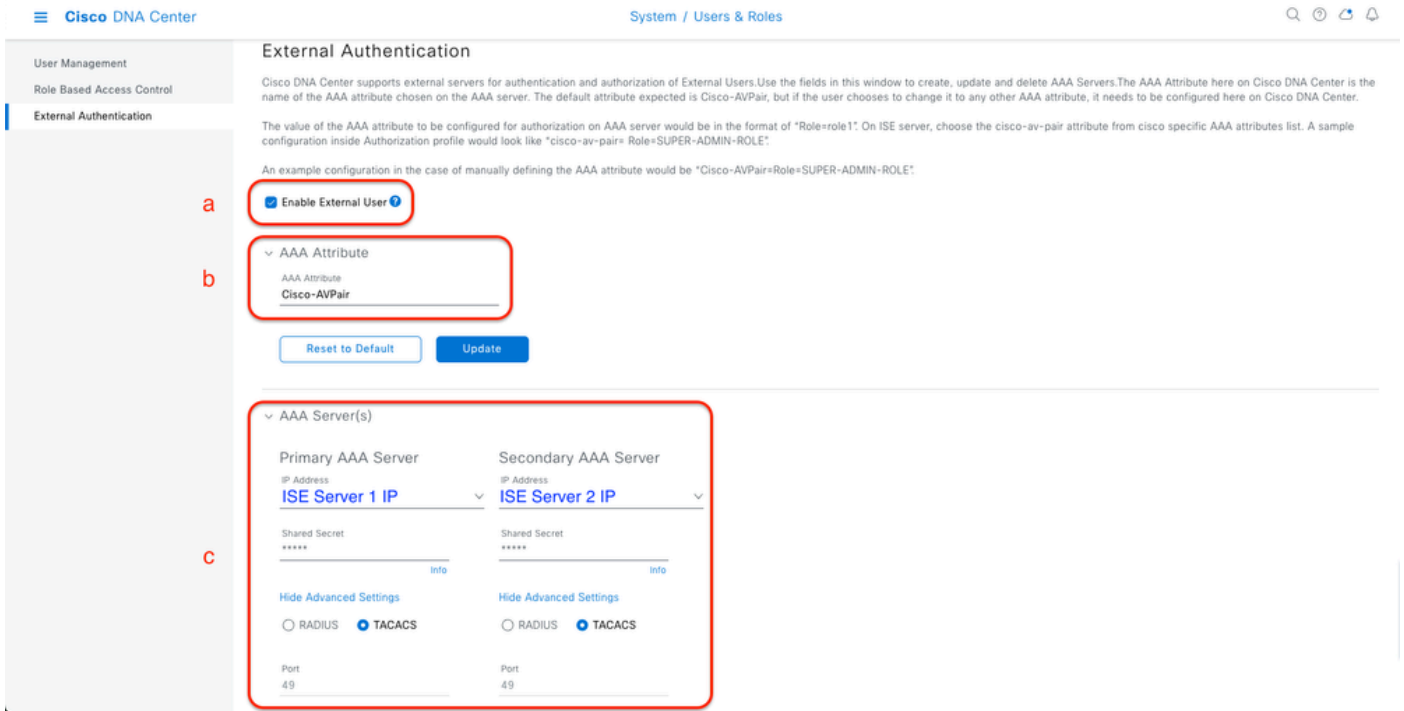 Cisco DNA Center
System / Users & Roles
User Management
Role Based Access Control
External Authentication
External Authentication
Cisco DNA Center supports external servers for authentication and authorization of External Users.Use the fields in this window to create, update and delete AAA Servers.The AAA Attribute here on Cisco DNA Center is the
name of the AAA attribute chosen on the AAA server. The default attribute expected is Cisco-AVPair, but if the user chooses to change it to any other AAA attribute, it needs to be configured here on Cisco DNA Center.
The value of the AAA attribute to be configured for authorization on AAA server would be in the format of "Role=role1". On ISE server, choose the cisco-av-pair attribute from cisco specific AAA attributes list. A sample
configuration inside Authorization profile would look like "cisco-av-pair= Role=SUPER-ADMIN-ROLE".
An example configuration in the case of manually defining the AAA attribute would be "Cisco-AVPair=Role=SUPER-ADMIN-ROLE".
a
Enable External User ?
b
AAA Attribute
AAA Attribute
Cisco-AVPair
Reset to Default Update
c
AAA Server(s)
Primary AAA Server Secondary AAA Server
IP Address IP Address
ISE Server 1 IP ISE Server 2 IP
Shared Secret Shared Secret
***** *****
Info Info
Hide Advanced Settings Hide Advanced Settings
RADIUS TACACS RADIUS TACACS
Port Port
49 49